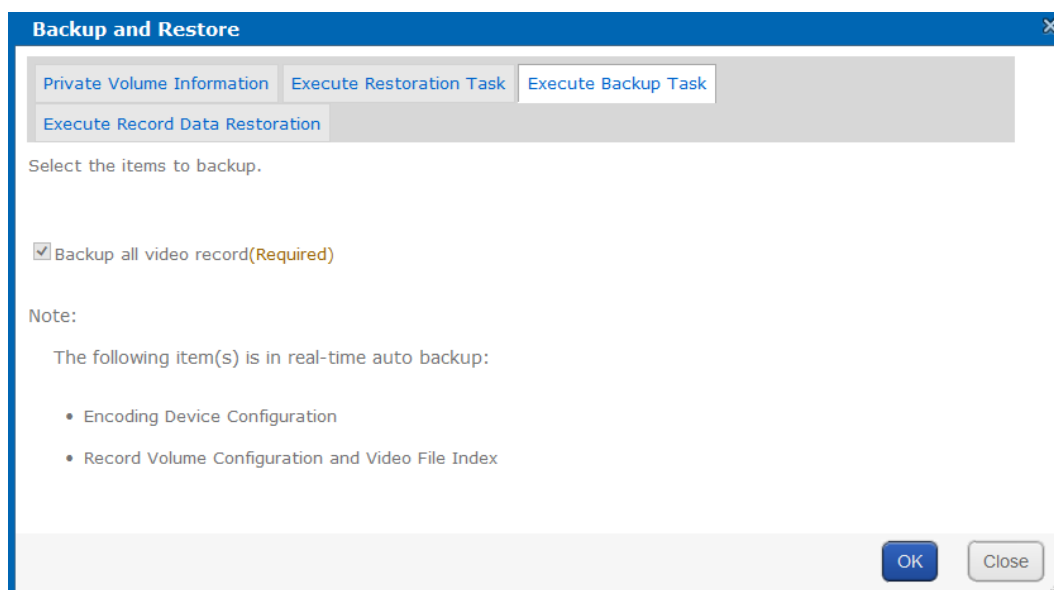 Backup and Restore
Private Volume Information
Execute Restoration Task
Execute Backup Task
Execute Record Data Restoration
Select the items to backup.
Backup all video record(Required)
Note:
The following item(s) is in real-time auto backup:
• Encoding Device Configuration
• Record Volume Configuration and Video File Index
OK
Close